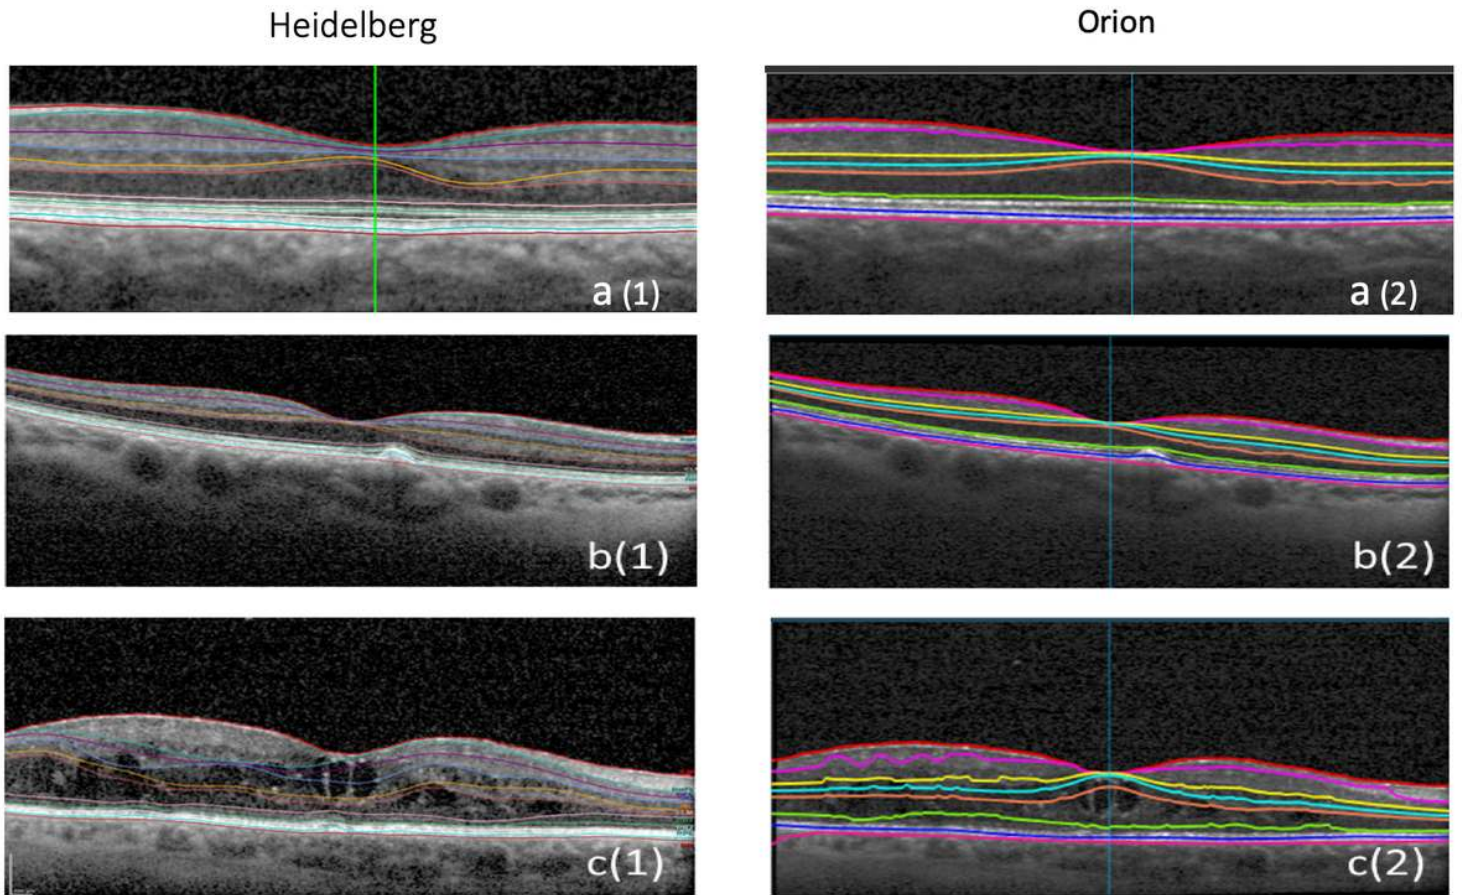 Heidelberg
Orion
a (1)
a (2)
b(1)
b(2)
c(1)
c(2)